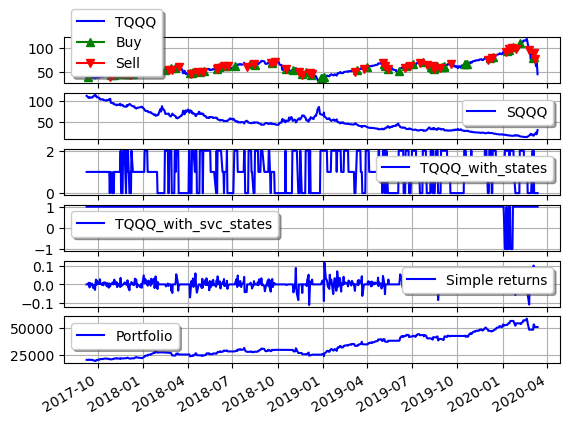 TQQQ
Buy
Sell
100
50
SQQQ
100
50
TQQQ_with_states
2
0
TQQQ_with_svc_states
1
0
−1
Simple returns
0.1
0.0
−0.1
Portfolio
50000
25000
2017-10 2018-01 2018-04 2018-07 2018-10 2019-01 2019-04 2019-07 2019-10 2020-01 2020-04